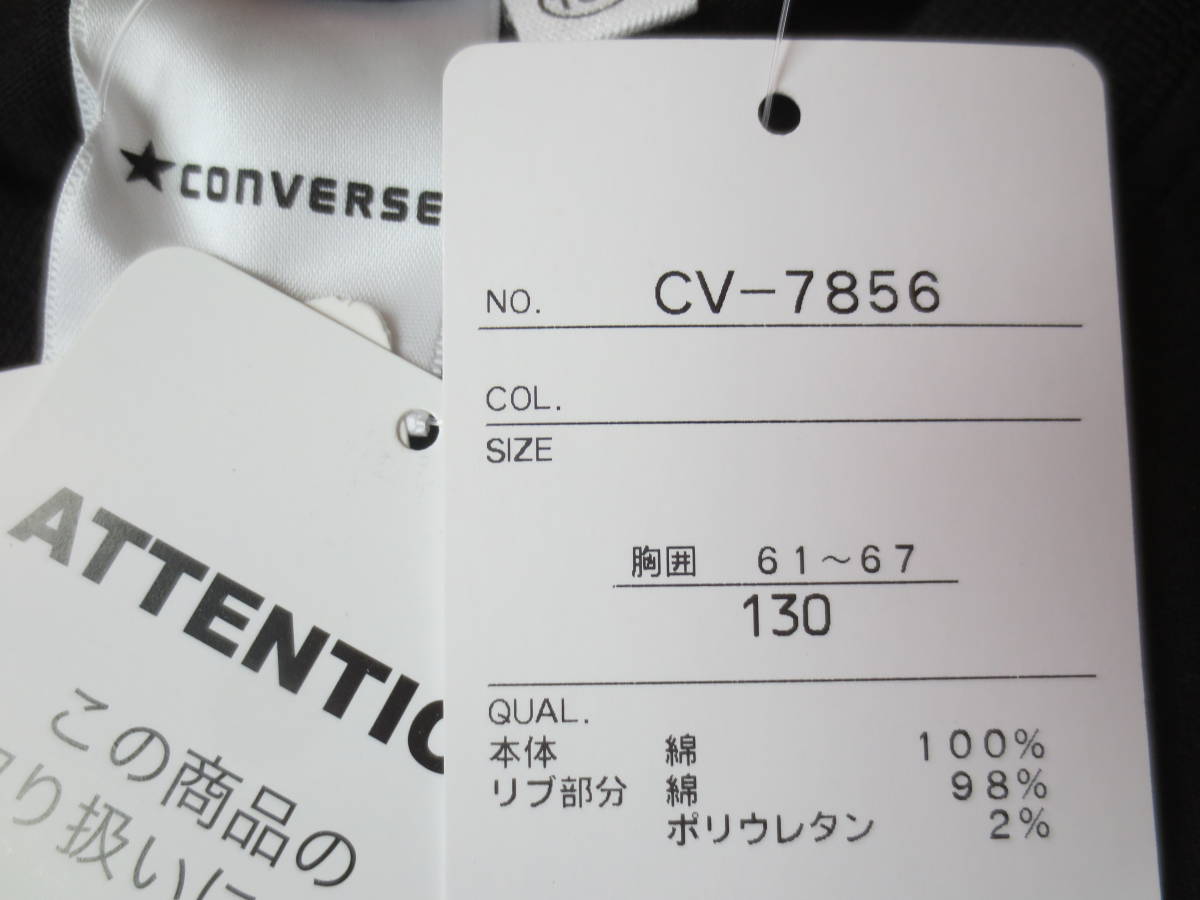 ★CONVERSE
NO. CV-7856
COL.
SIZE
胸囲 61~67
130
QUAL.
本体 綿 100%
リブ部分 綿 98%
ポリウレタン 2%
ATTENTIO
この商品の
り扱いに